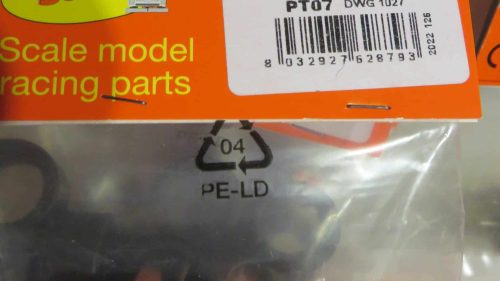 PT07 DWG 1027
8 032927 628793
2022 126
Scale model
racing parts
04
PE-LD